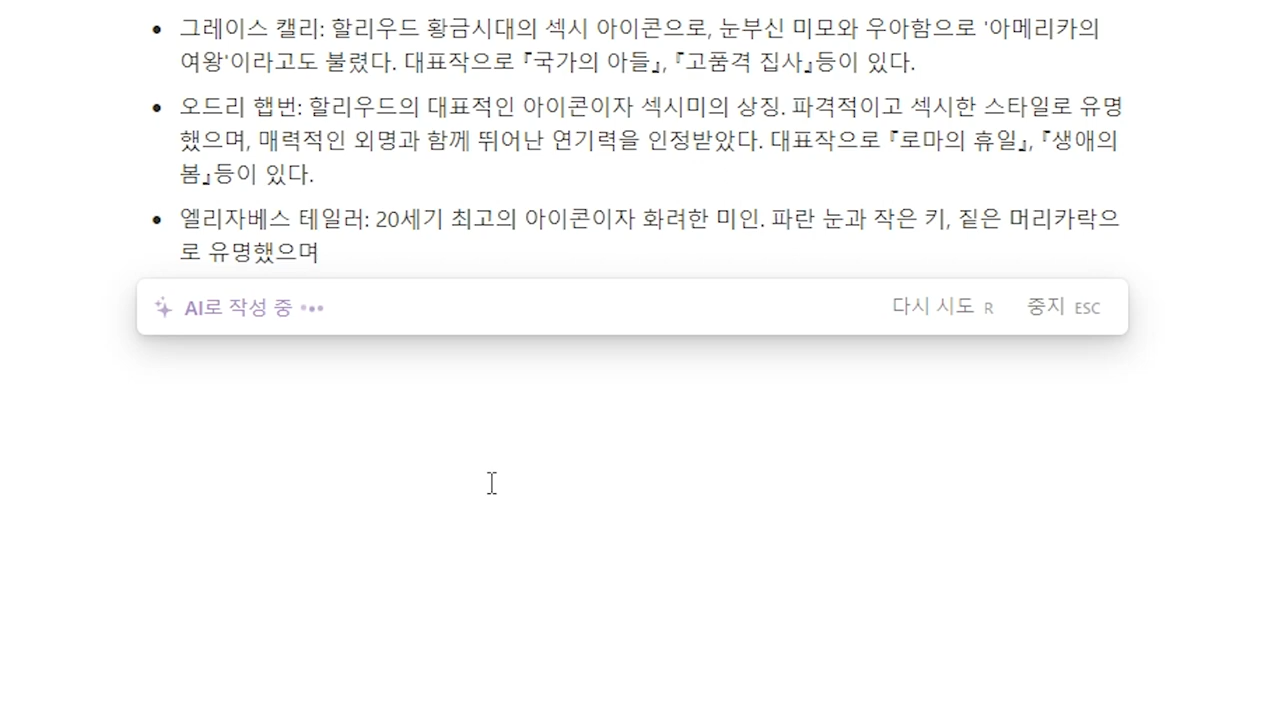 • 그레이스 캘리: 할리우드 황금시대의 섹시 아이콘으로, 눈부신 미모와 우아함으로 '아메리카의
여왕'이라고도 불렸다. 대표작으로 『국가의 아들』, 『고품격 집사』등이 있다.
• 오드리 햅번: 할리우드의 대표적인 아이콘이자 섹시미의 상징. 파격적이고 섹시한 스타일로 유명
했으며, 매력적인 외명과 함께 뛰어난 연기력을 인정받았다. 대표작으로 『로마의 휴일』, 『생애의
봄』등이 있다.
• 엘리자베스 테일러: 20세기 최고의 아이콘이자 화려한 미인. 파란 눈과 작은 키, 짙은 머리카락으
로 유명했으며
AI로 작성 중 ••• 다시 시도 R 중지 ESC